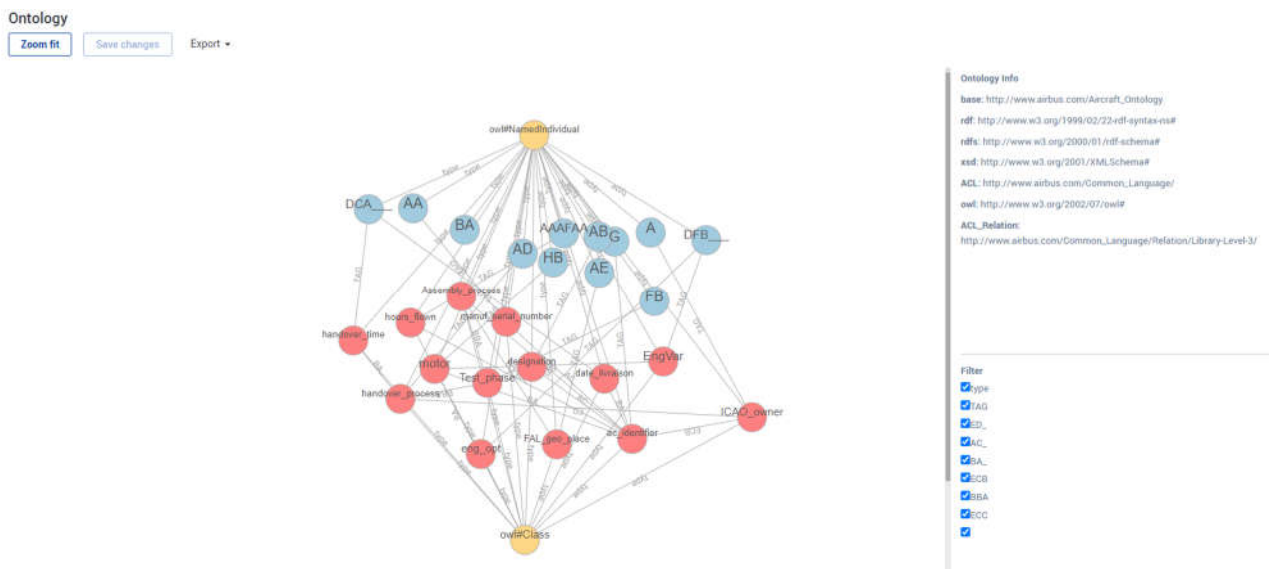 Ontology
Zoom fit
Save changes
Export
owl#NamedIndividual
DCA___
AA
BA
AD
AAAFAA
HB
AB
G
AE
A
DFB___
FB
Assembly_process
hours_flown
manuf_serial_number
handover_time
motor
designation
EngVar
Test_phase
date_livraison
handover_process
ICAO_owner
eng_opt
FAL_geo_place
ac_identifier
owl#Class
type
TAG
Ontology Info
base: http://www.airbus.com/Aircraft_Ontology
rdf: http://www.w3.org/1999/02/22-rdf-syntax-ns#
rdfs: http://www.w3.org/2000/01/rdf-schema#
xsd: http://www.w3.org/2001/XMLSchema#
ACL: http://www.airbus.com/Common_Language/
owl: http://www.w3.org/2002/07/owl#
ACL_Relation:
http://www.airbus.com/Common_Language/Relation/Library-Level-3/
Filter
type
TAG
ED_
AC_
BA_
ECB
BBA
ECC